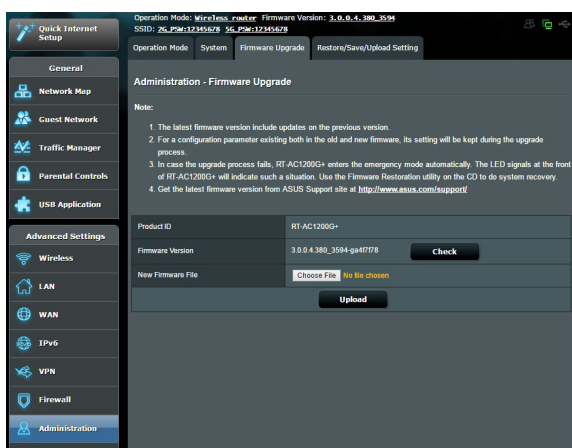 Quick Internet
Setup
Operation Mode: Wireless router Firmware Version: 3.0.0.4.380_3594
SSID: 2G_PSW:12345678 5G_PSW:12345678
Operation Mode
System
Firmware Upgrade
Restore/Save/Upload Setting
General
Network Map
Guest Network
Traffic Manager
Parental Controls
USB Application
Advanced Settings
Wireless
LAN
WAN
IPv6
VPN
Firewall
Administration
Administration - Firmware Upgrade
Note:
1. The latest firmware version include updates on the previous version.
2. For a configuration parameter existing both in the old and new firmware, its setting will be kept during the upgrade
process.
3. In case the upgrade process fails, RT-AC1200G+ enters the emergency mode automatically. The LED signals at the front
of RT-AC1200G+ will indicate such a situation. Use the Firmware Restoration utility on the CD to do system recovery.
4. Get the latest firmware version from ASUS Support site at http://www.asus.com/support/
Product ID
RT-AC1200G+
Firmware Version
3.0.0.4.380_3594-ga4f7f78
Check
New Firmware File
Choose File No file chosen
Upload